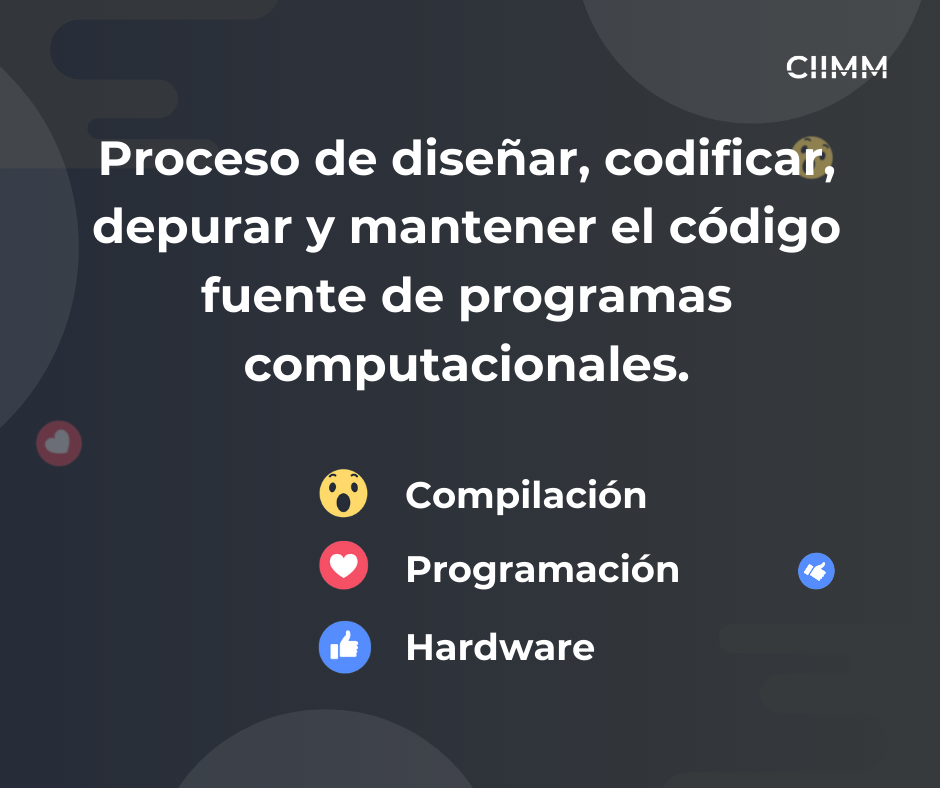 CIIMM
Proceso de diseñar, codificar,
depurar y mantener el código
fuente de programas
computacionales.
Compilación
Programación
Hardware